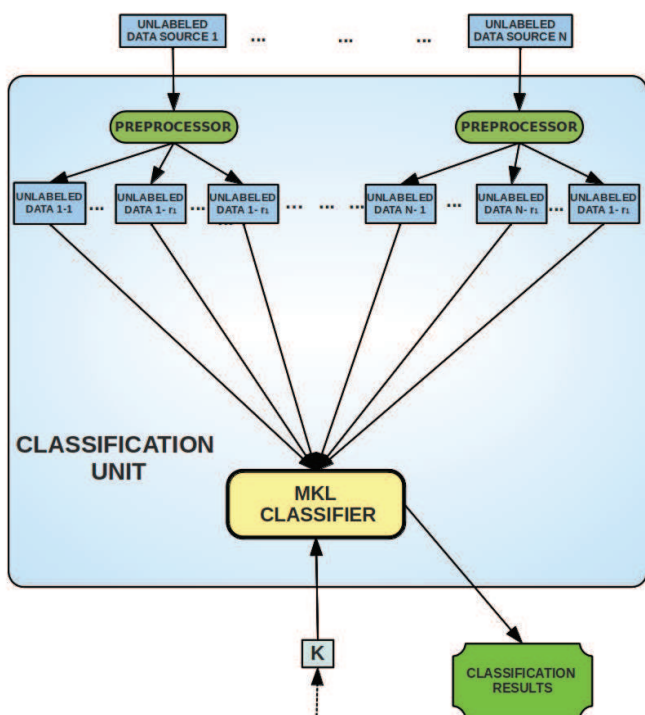 UNLABELED
DATA SOURCE 1
... ... ...
UNLABELED
DATA SOURCE N
PREPROCESSOR
PREPROCESSOR
UNLABELED
DATA 1-1
...
UNLABELED
DATA 1- r₁
...
...
UNLABELED
DATA 1- r₁
... ... ...
UNLABELED
DATA N- 1
...
UNLABELED
DATA N- r₁
...
UNLABELED
DATA 1- r₁
CLASSIFICATION
UNIT
MKL
CLASSIFIER
K
CLASSIFICATION
RESULTS